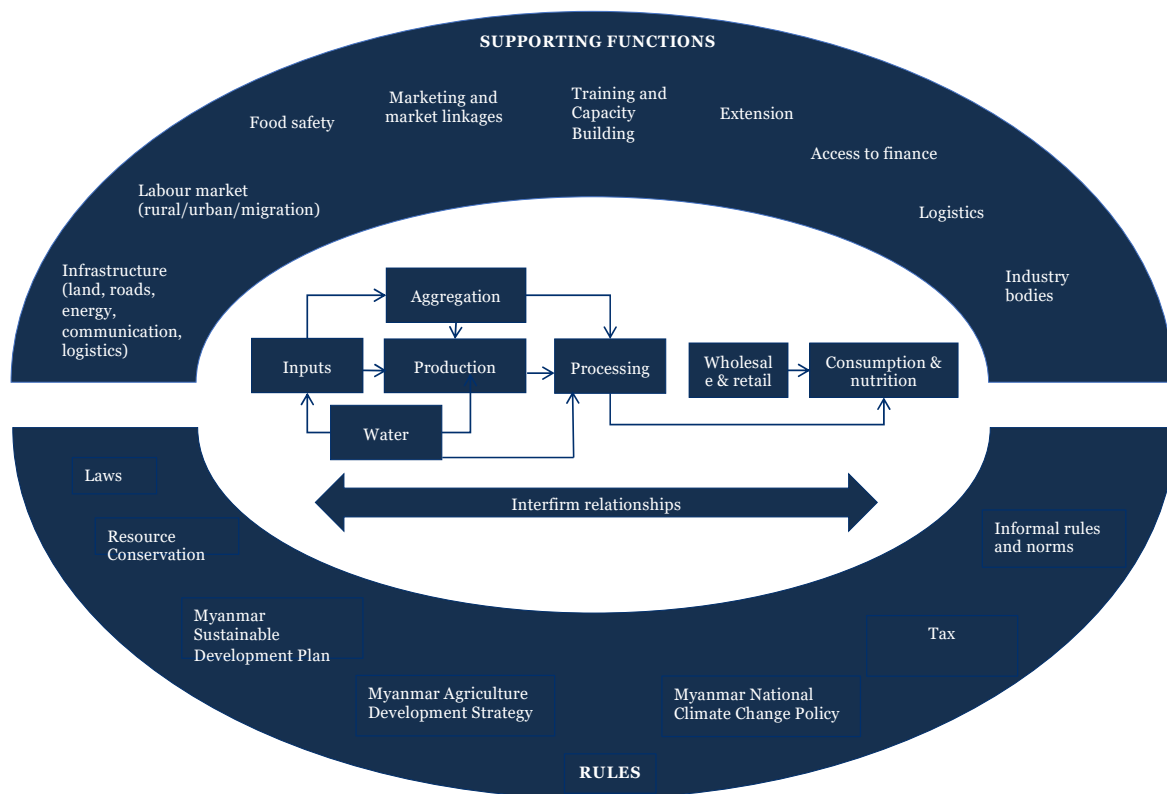 SUPPORTING FUNCTIONS
Marketing and
market linkages
Training and
Capacity
Building
Food safety
Extension
Access to finance
Labour market
(rural/urban/migration)
Logistics
Infrastructure
(land, roads,
energy,
communication,
logistics)
Industry
bodies
Aggregation
Inputs
Production
Processing
Wholesal
e & retail
Consumption &
nutrition
Water
Interfirm relationships
Laws
Resource
Conservation
Informal rules
and norms
Myanmar
Sustainable
Development Plan
Tax
Myanmar Agriculture
Development Strategy
Myanmar National
Climate Change Policy
RULES